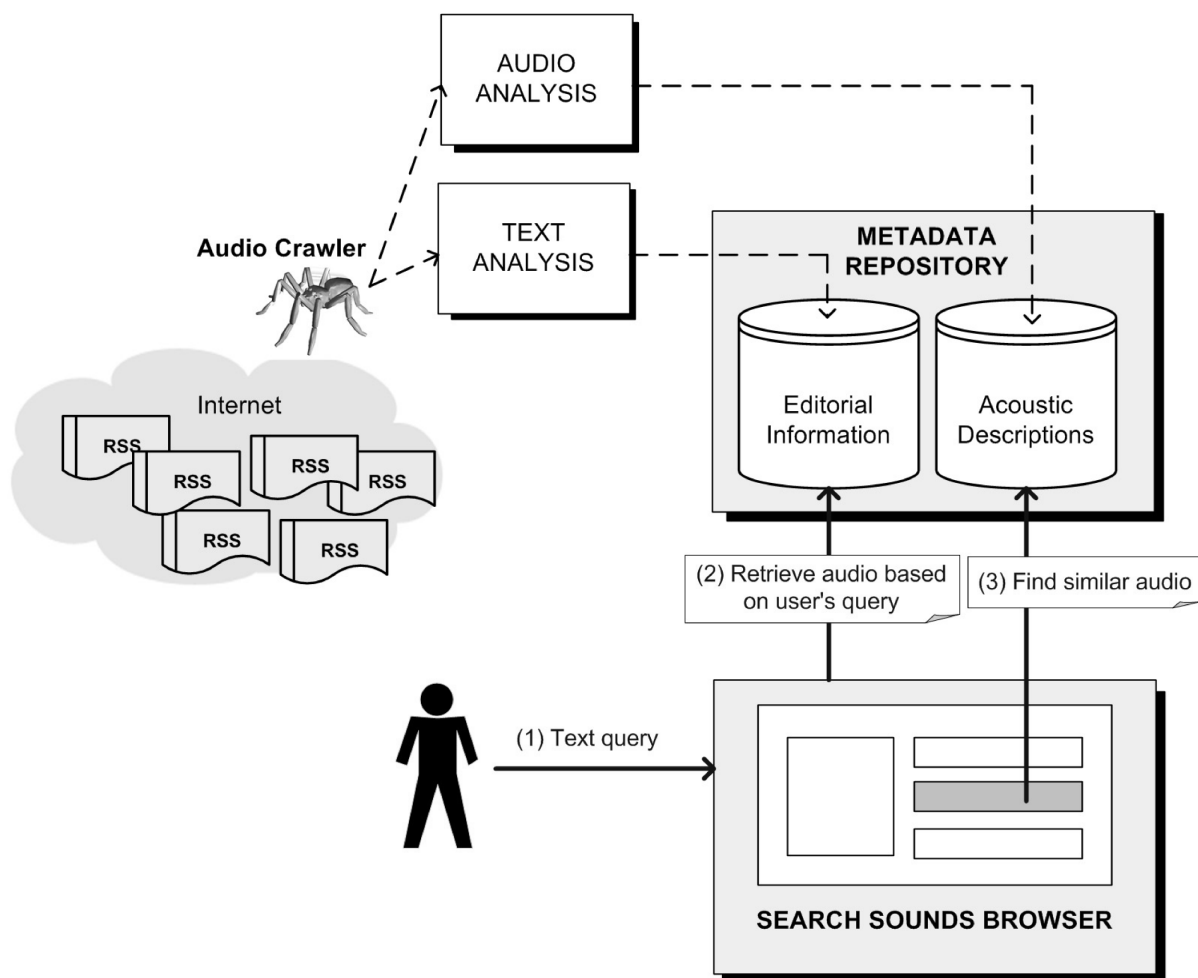 AUDIO
ANALYSIS
TEXT
ANALYSIS
Audio Crawler
METADATA
REPOSITORY
Editorial
Information
Acoustic
Descriptions
Internet
RSS
RSS
RSS
RSS
RSS
RSS
(2) Retrieve audio based
on user's query
(3) Find similar audio
(1) Text query
SEARCH SOUNDS BROWSER